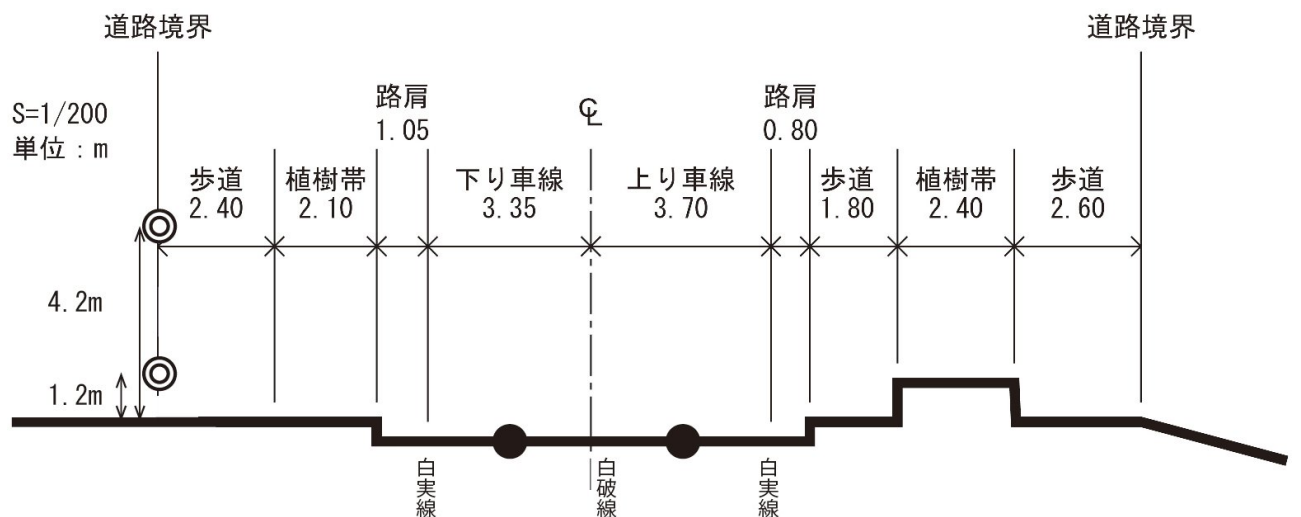 道路境界
道路境界
S=1/200
単位:m
路肩
1.05
℄
路肩
0.80
歩道
2.40
植樹帯
2.10
下り車線
3.35
上り車線
3.70
歩道
1.80
植樹帯
2.40
歩道
2.60
4.2m
1.2m
白実線
白破線
白実線